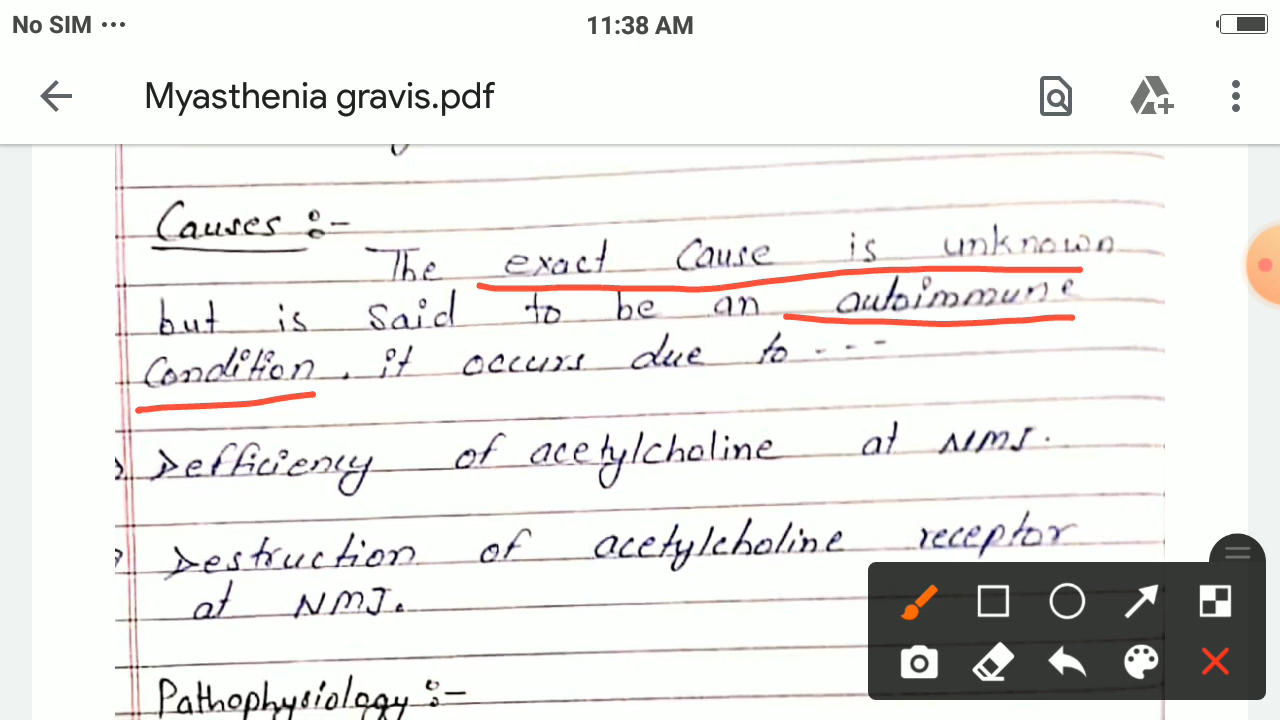 No SIM ...
11:38 AM
Myasthenia gravis.pdf
Causes :-
The exact Cause is unknown
but is said to be an autoimmune
Condition. it occurs due to ---
Defficiency of acetylcholine at NMJ.
Destruction of acetylcholine receptor
at NMJ.
Pathophysiology :-